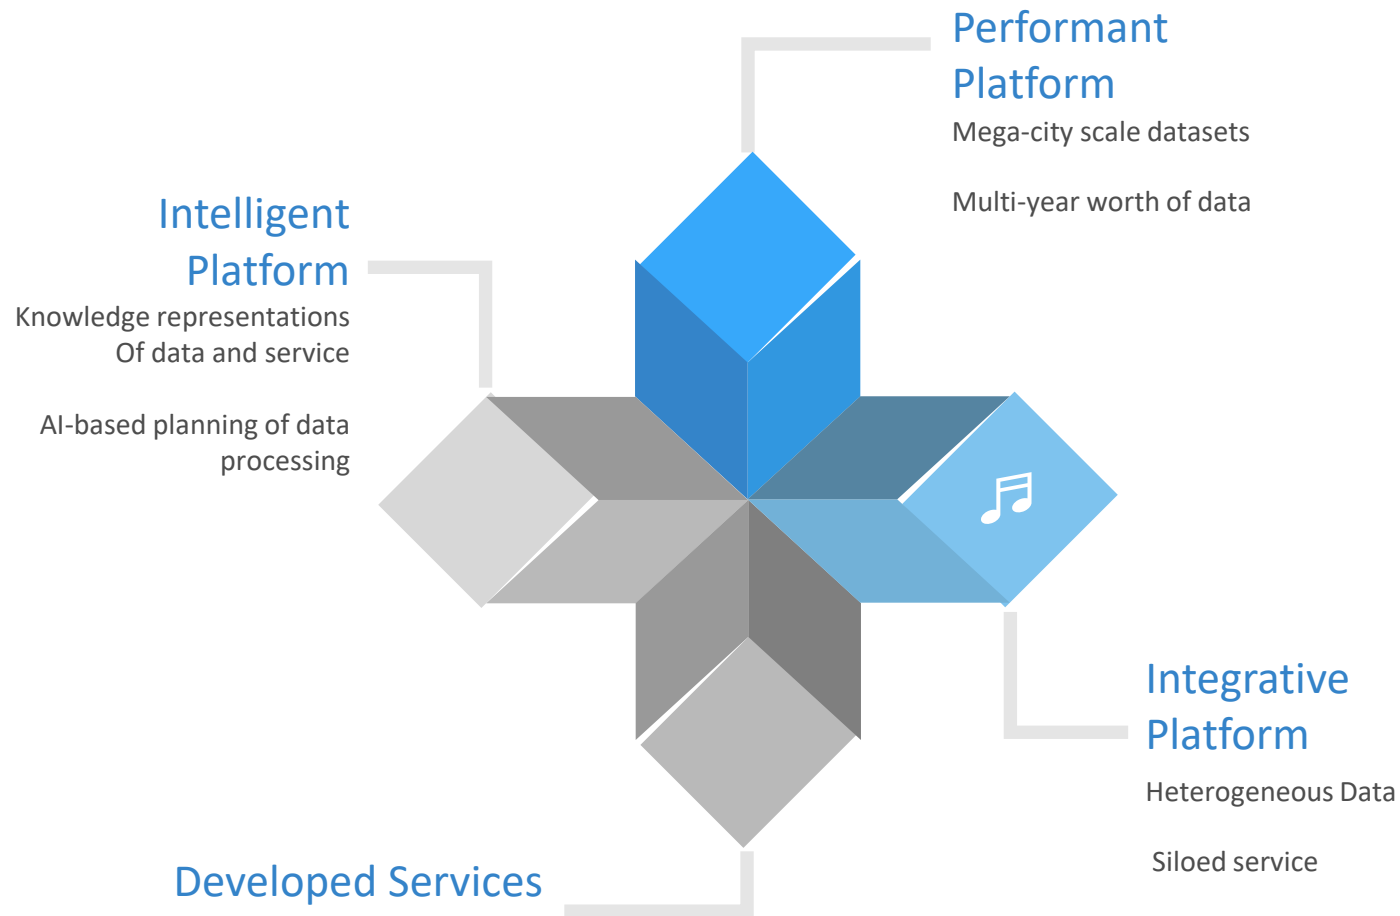 Performant
Platform
Mega-city scale datasets
Multi-year worth of data
Intelligent
Platform
Knowledge representations
Of data and service
AI-based planning of data
processing
Integrative
Platform
Heterogeneous Data
Siloed service
Developed Services